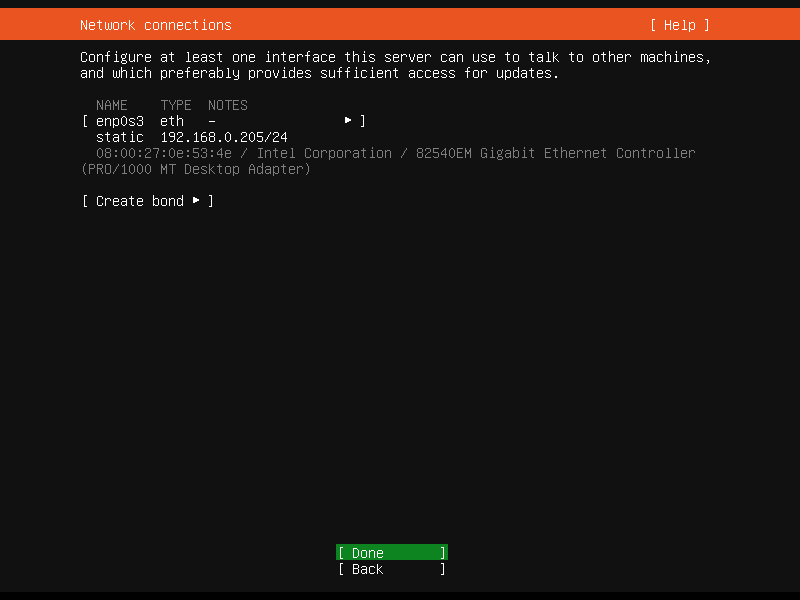 Network connections [ Help ]
Configure at least one interface this server can use to talk to other machines,
and which preferably provides sufficient access for updates.
NAME TYPE NOTES
[ enp0s3 eth - ▸ ]
static 192.168.0.205/24
08:00:27:0e:53:4e / Intel Corporation / 82540EM Gigabit Ethernet Controller
(PRO/1000 MT Desktop Adapter)
[ Create bond ▸ ]
[ Done ]
[ Back ]